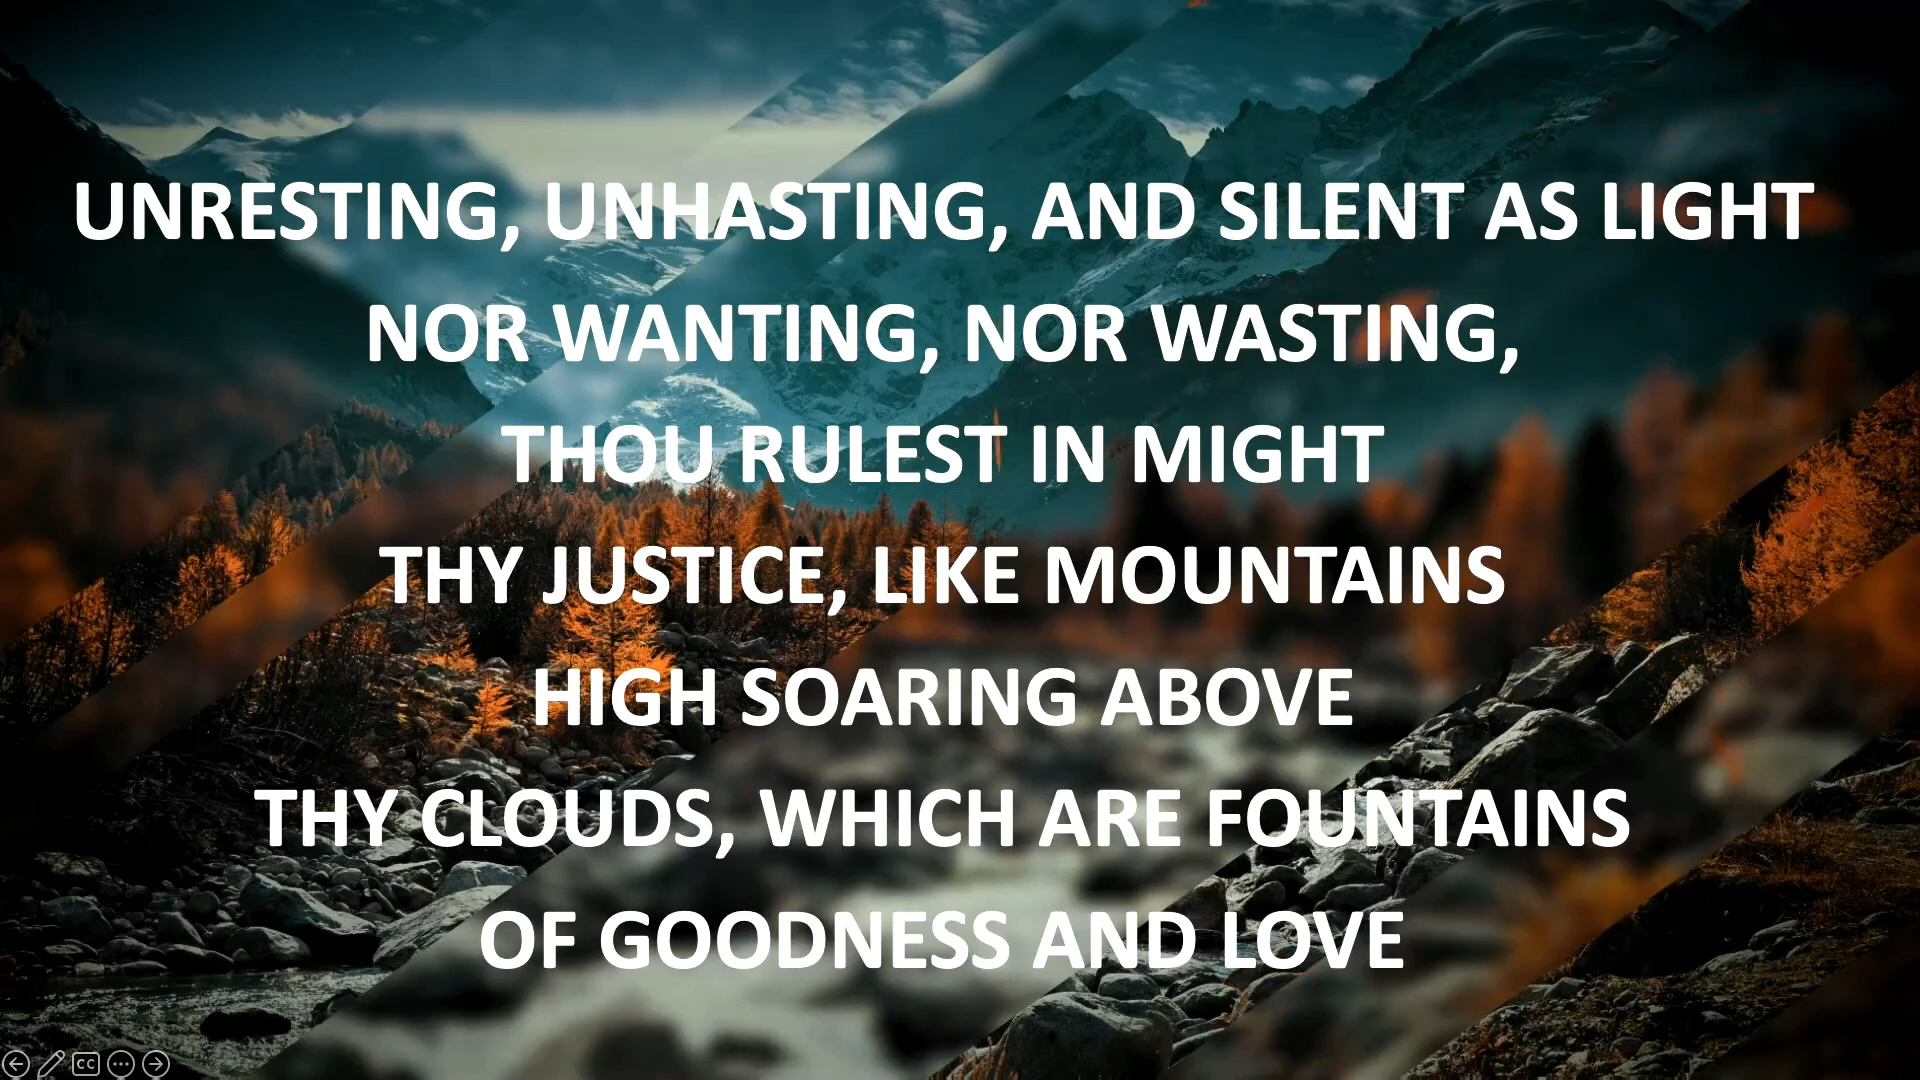 UNRESTING, UNHASTING, AND SILENT AS LIGHT
NOR WANTING, NOR WASTING,
THOU RULEST IN MIGHT
THY JUSTICE, LIKE MOUNTAINS
HIGH SOARING ABOVE
THY CLOUDS, WHICH ARE FOUNTAINS
OF GOODNESS AND LOVE
CC